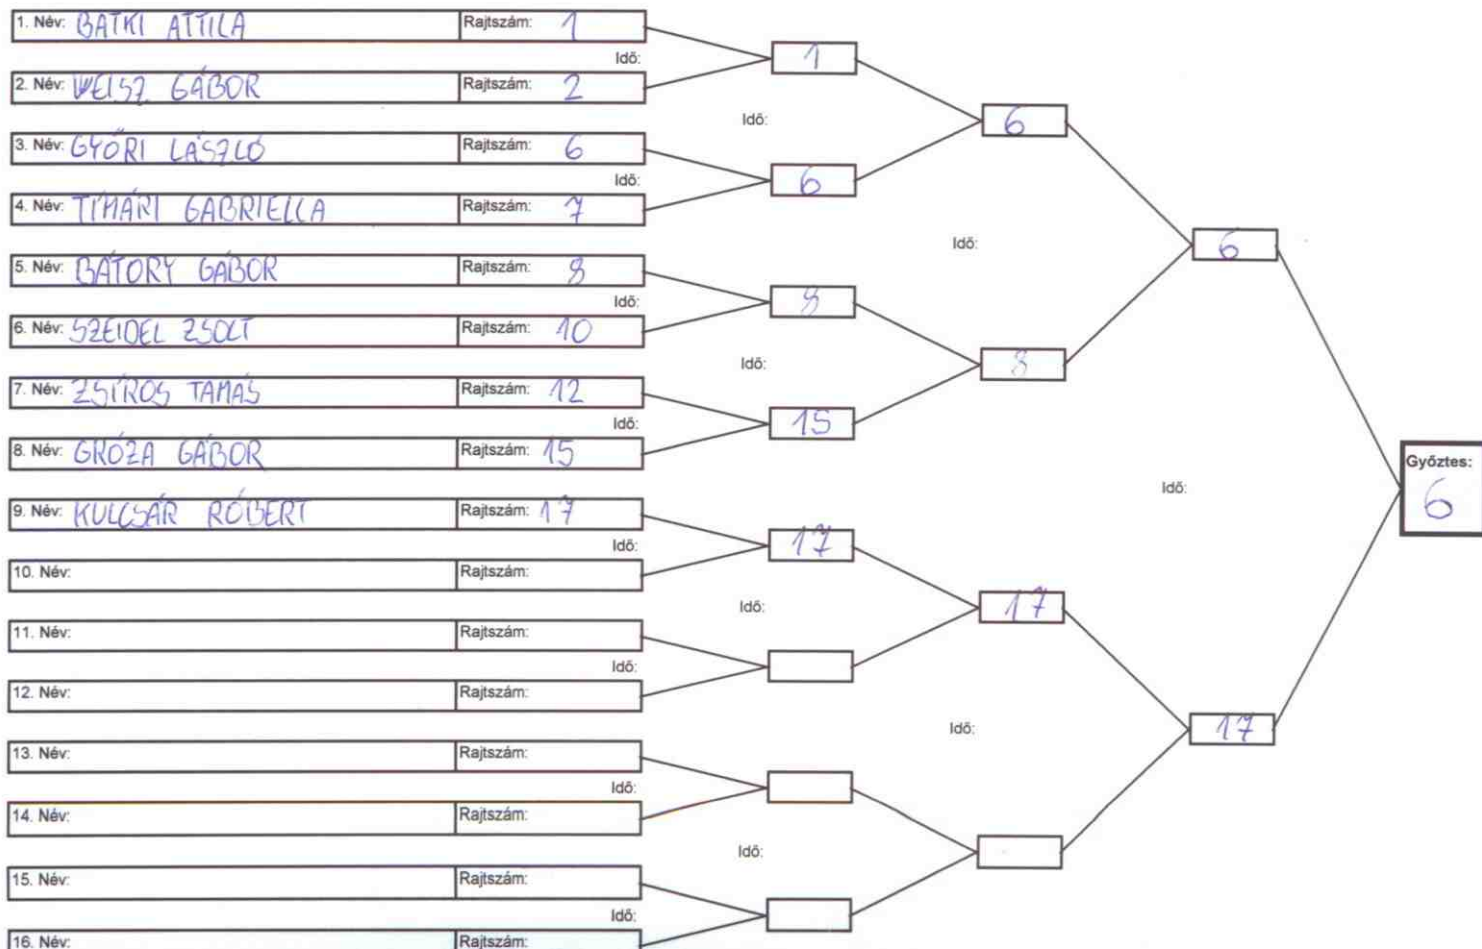 1. Név: BATKI ATTILA Rajtszám: 1
Idő: 1
2. Név: WEISZ GÁBOR Rajtszám: 2
Idő: 6
3. Név: GYŐRI LÁSZLÓ Rajtszám: 6
Idő: 6
4. Név: TÍMÁRI GABRIELLA Rajtszám: 7
Idő: 6
5. Név: BÁTORY GÁBOR Rajtszám: 8
Idő: 8
6. Név: SZEIDEL ZSOLT Rajtszám: 10
Idő: 8
7. Név: ZSÍROS TAMÁS Rajtszám: 12
Idő: 15
8. Név: GRÓZA GÁBOR Rajtszám: 15
Győztes:
Idő: 6
9. Név: KULCSÁR RÓBERT Rajtszám: 17
Idő: 17
10. Név: Rajtszám:
Idő: 17
11. Név: Rajtszám:
Idő:
12. Név: Rajtszám:
Idő: 17
13. Név: Rajtszám:
Idő:
14. Név: Rajtszám:
Idő:
15. Név: Rajtszám:
Idő:
16. Név: Rajtszám: